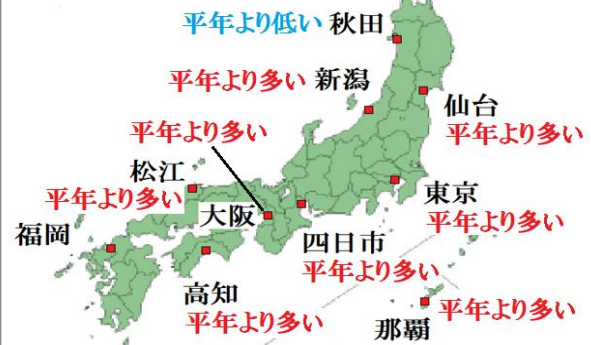 平年より低い 秋田
平年より多い 新潟
仙台
平年より多い
平年より多い
松江
平年より多い
東京
平年より多い
大阪
福岡
四日市
平年より多い
高知
平年より多い
那覇
平年より多い